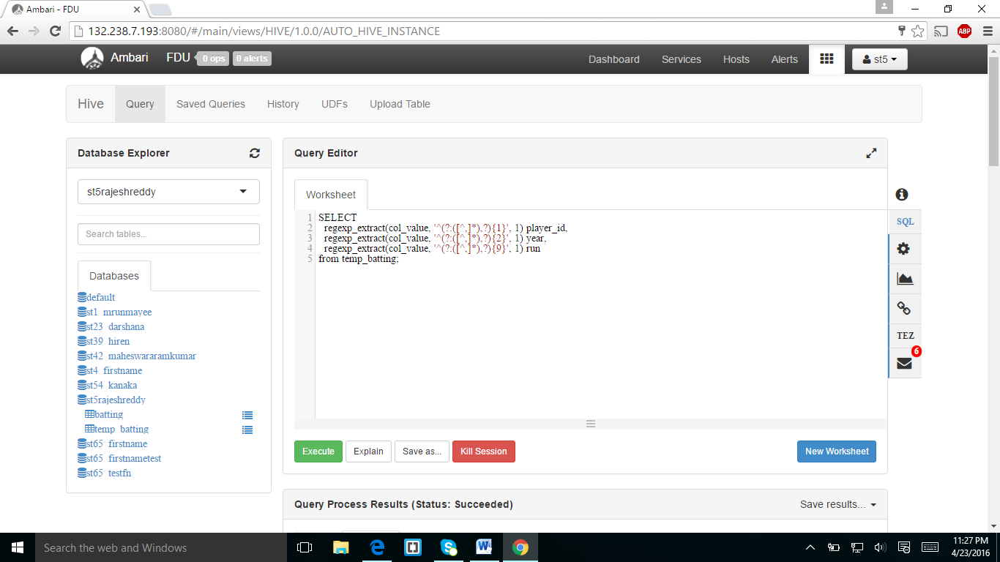 Ambari - FDU
132.238.7.193:8080/#/main/views/HIVE/1.0.0/AUTO_HIVE_INSTANCE
ABP
Ambari FDU 0 ops 0 alerts Dashboard Services Hosts Alerts st5
Hive Query Saved Queries History UDFs Upload Table
Database Explorer
st5rajeshreddy
Search tables...
Databases
default
st1_mrunmayee
st23_darshana
st39_hiren
st42_maheswararamkumar
st4_firstname
st54_kanaka
st5rajeshreddy
batting
temp_batting
st65_firstname
st65_firstnametest
st65_testfn
Query Editor
Worksheet
1 SELECT
2 regexp_extract(col_value, '^(?:([^,]*),?){1}', 1) player_id,
3 regexp_extract(col_value, '^(?:([^,]*),?){2}', 1) year,
4 regexp_extract(col_value, '^(?:([^,]*),?){9}', 1) run
5 from temp_batting;
SQL
TEZ
6
Execute Explain Save as... Kill Session New Worksheet
Query Process Results (Status: Succeeded) Save results...
Search the web and Windows
11:27 PM
4/23/2016